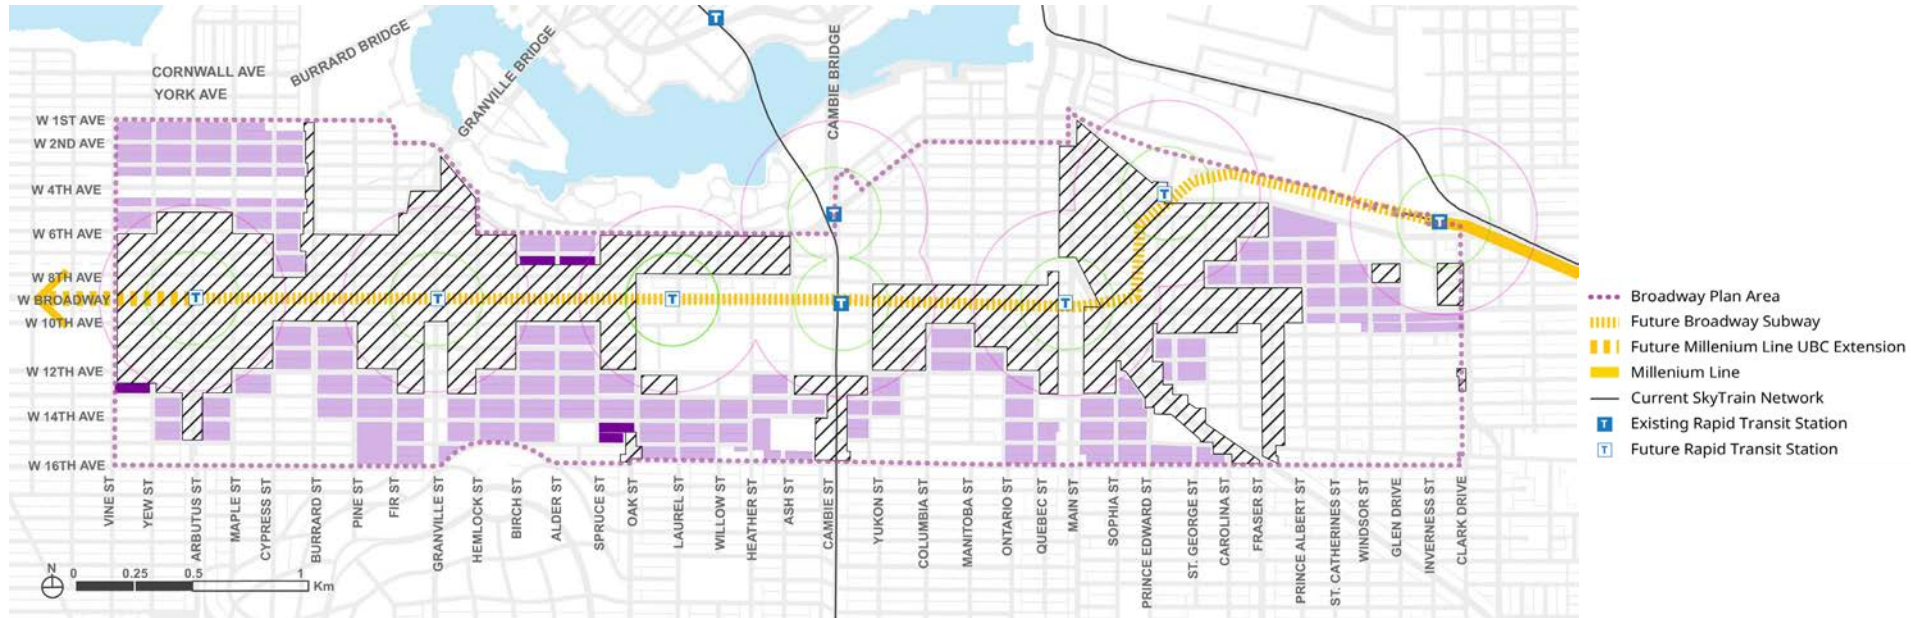 CORNWALL AVE
YORK AVE
BURRARD BRIDGE
GRANVILLE BRIDGE
CAMBIE BRIDGE
W 1ST AVE
W 2ND AVE
W 4TH AVE
W 6TH AVE
W 8TH AVE
W BROADWAY
W 10TH AVE
W 12TH AVE
W 14TH AVE
W 16TH AVE
T
T
T
T
T
T
T
T
T
VINE ST
YEW ST
ARBUTUS ST
MAPLE ST
CYPRESS ST
BURRARD ST
PINE ST
FIR ST
GRANVILLE ST
HEMLOCK ST
BIRCH ST
ALDER ST
SPRUCE ST
OAK ST
LAUREL ST
WILLOW ST
HEATHER ST
ASH ST
CAMBIE ST
YUKON ST
COLUMBIA ST
MANITOBA ST
ONTARIO ST
QUEBEC ST
MAIN ST
SOPHIA ST
PRINCE EDWARD ST
ST. GEORGE ST
CAROLINA ST
FRASER ST
PRINCE ALBERT ST
ST. CATHERINES ST
WINDSOR ST
GLEN DRIVE
INVERNESS ST
CLARK DRIVE
N
0 0.25 0.5 1
Km
Broadway Plan Area
Future Broadway Subway
Future Millenium Line UBC Extension
Millenium Line
Current SkyTrain Network
T Existing Rapid Transit Station
T Future Rapid Transit Station